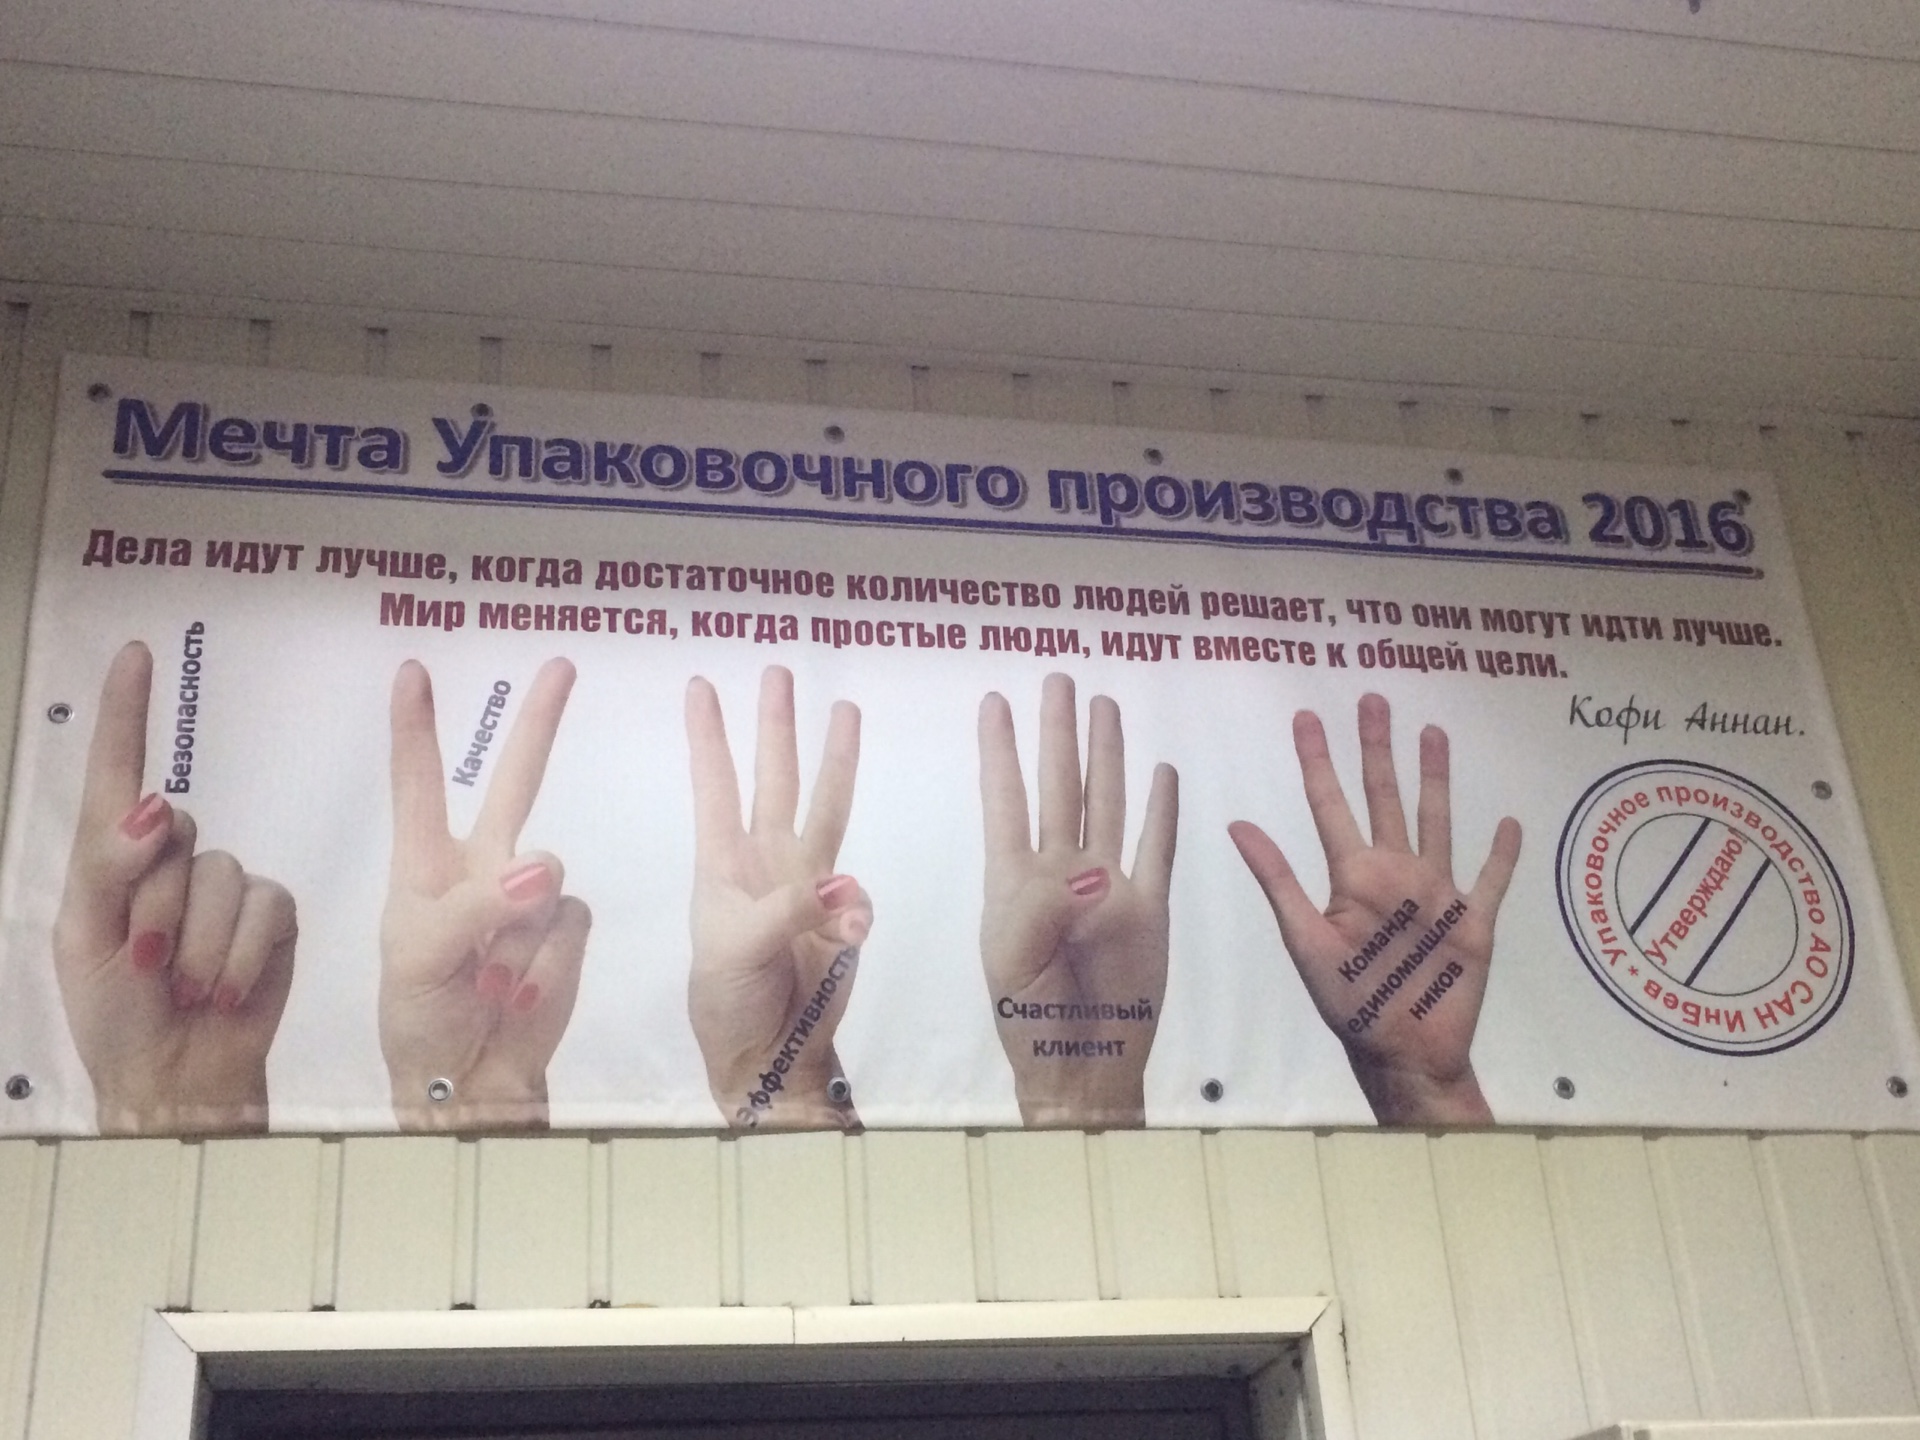 Мечта Упаковочного производства 2016
Дела идут лучше, когда достаточное количество людей решает, что они могут идти лучше.
Мир меняется, когда простые люди, идут вместе к общей цели.
Кофи Аннан.
Безопасность
Качество
Эффективность
Счастливый
клиент
Команда
единомышлен
ников
Упаковочное производство АО САН ИнБев *
Утверждаю!